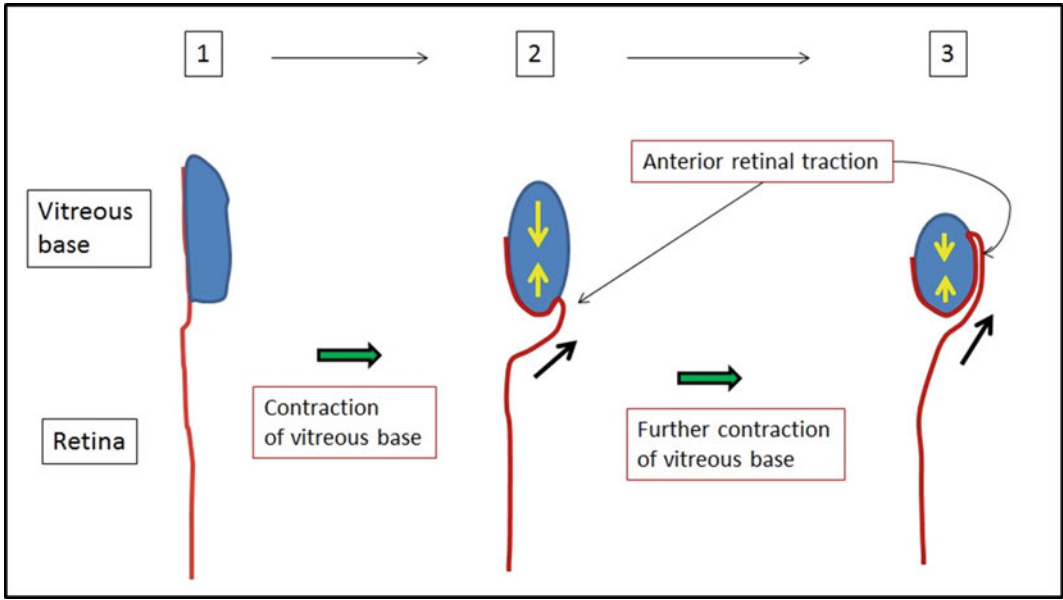 1
2
3
Anterior retinal traction
Vitreous
base
Contraction
of vitreous base
Retina
Further contraction
of vitreous base